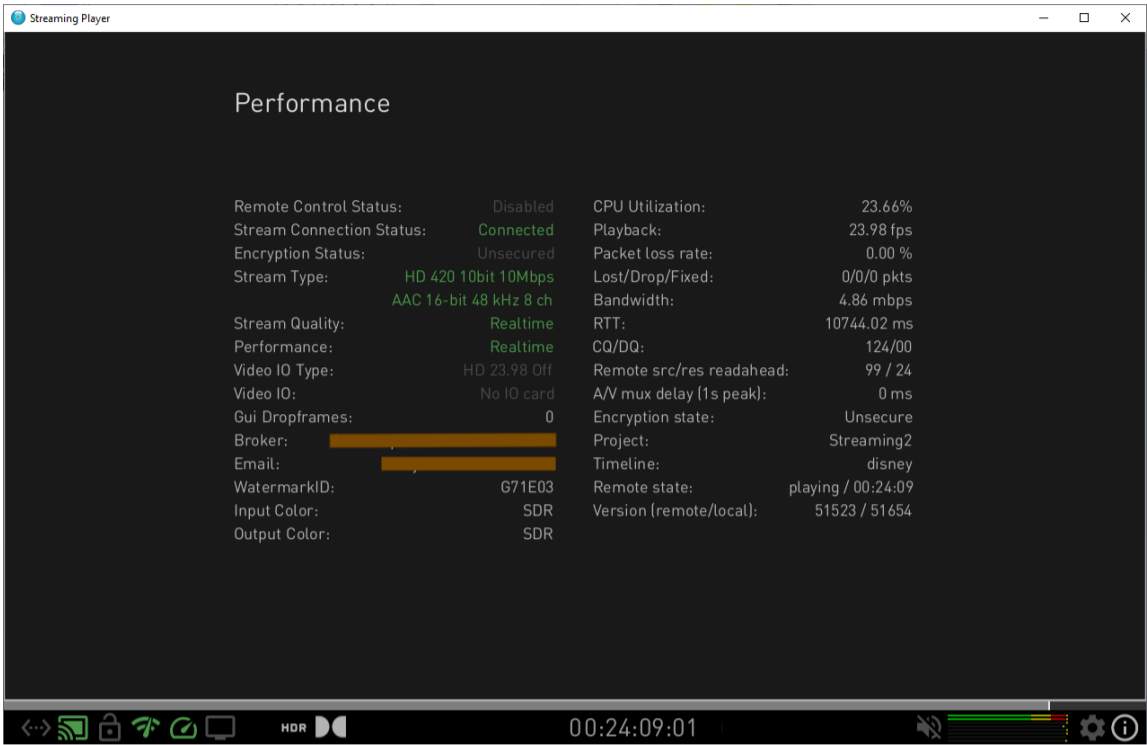 Streaming Player
Performance
Remote Control Status: Disabled
Stream Connection Status: Connected
Encryption Status: Unsecured
Stream Type: HD 420 10bit 10Mbps
AAC 16-bit 48 kHz 8 ch
Stream Quality: Realtime
Performance: Realtime
Video IO Type: HD 23.98 Off
Video IO: No IO card
Gui Dropframes: 0
Broker:
Email:
WatermarkID: G71E03
Input Color: SDR
Output Color: SDR
CPU Utilization: 23.66%
Playback: 23.98 fps
Packet loss rate: 0.00 %
Lost/Drop/Fixed: 0/0/0 pkts
Bandwidth: 4.86 mbps
RTT: 10744.02 ms
CQ/DQ: 124/00
Remote src/res readahead: 99 / 24
A/V mux delay (1s peak): 0 ms
Encryption state: Unsecure
Project: Streaming2
Timeline: disney
Remote state: playing / 00:24:09
Version (remote/local): 51523 / 51654
HDR 00:24:09:01